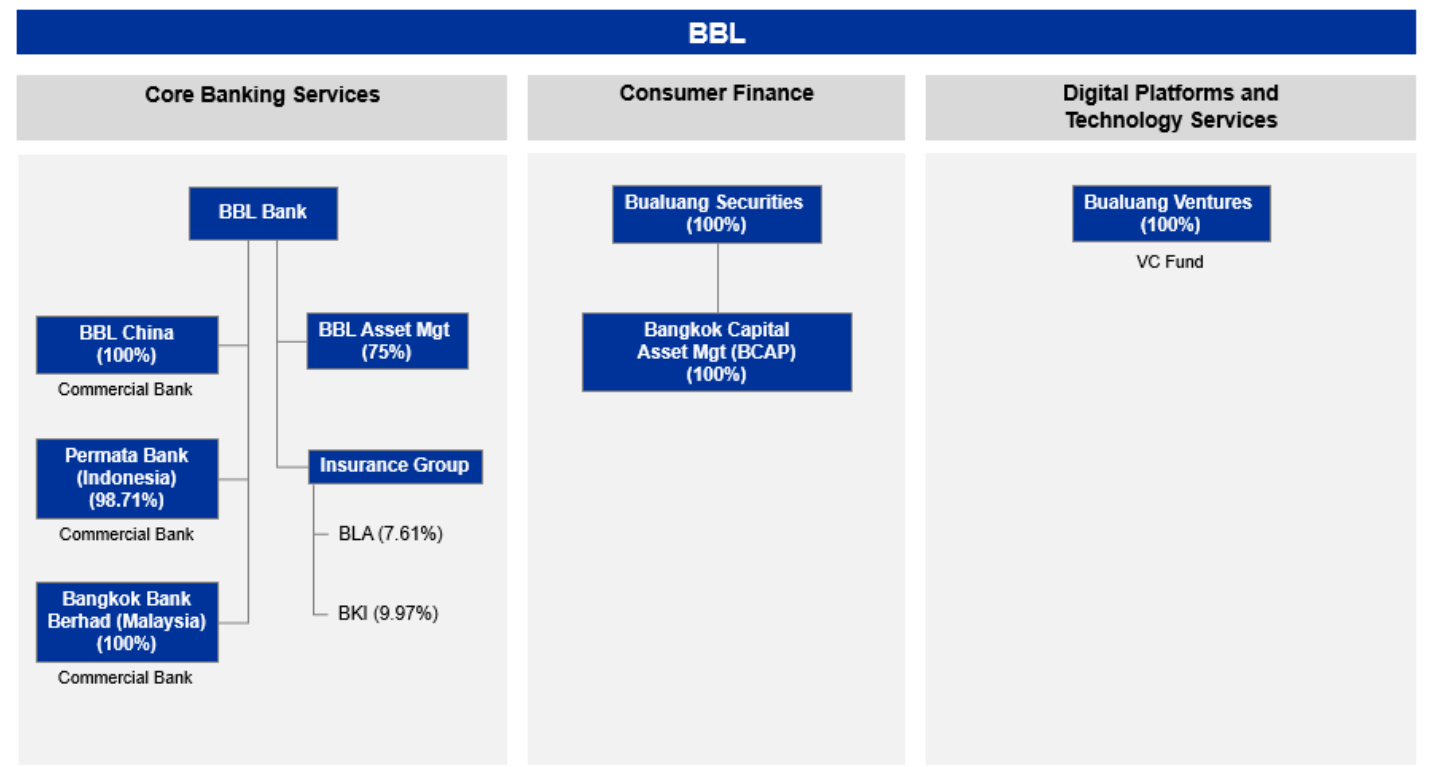 BBL
Core Banking Services
Consumer Finance
Digital Platforms and
Technology Services
BBL Bank
BBL China
(100%)
Commercial Bank
Permata Bank
(Indonesia)
(98.71%)
Commercial Bank
Bangkok Bank
Berhad (Malaysia)
(100%)
Commercial Bank
BBL Asset Mgt
(75%)
Insurance Group
BLA (7.61%)
BKI (9.97%)
Bualuang Securities
(100%)
Bangkok Capital
Asset Mgt (BCAP)
(100%)
Bualuang Ventures
(100%)
VC Fund